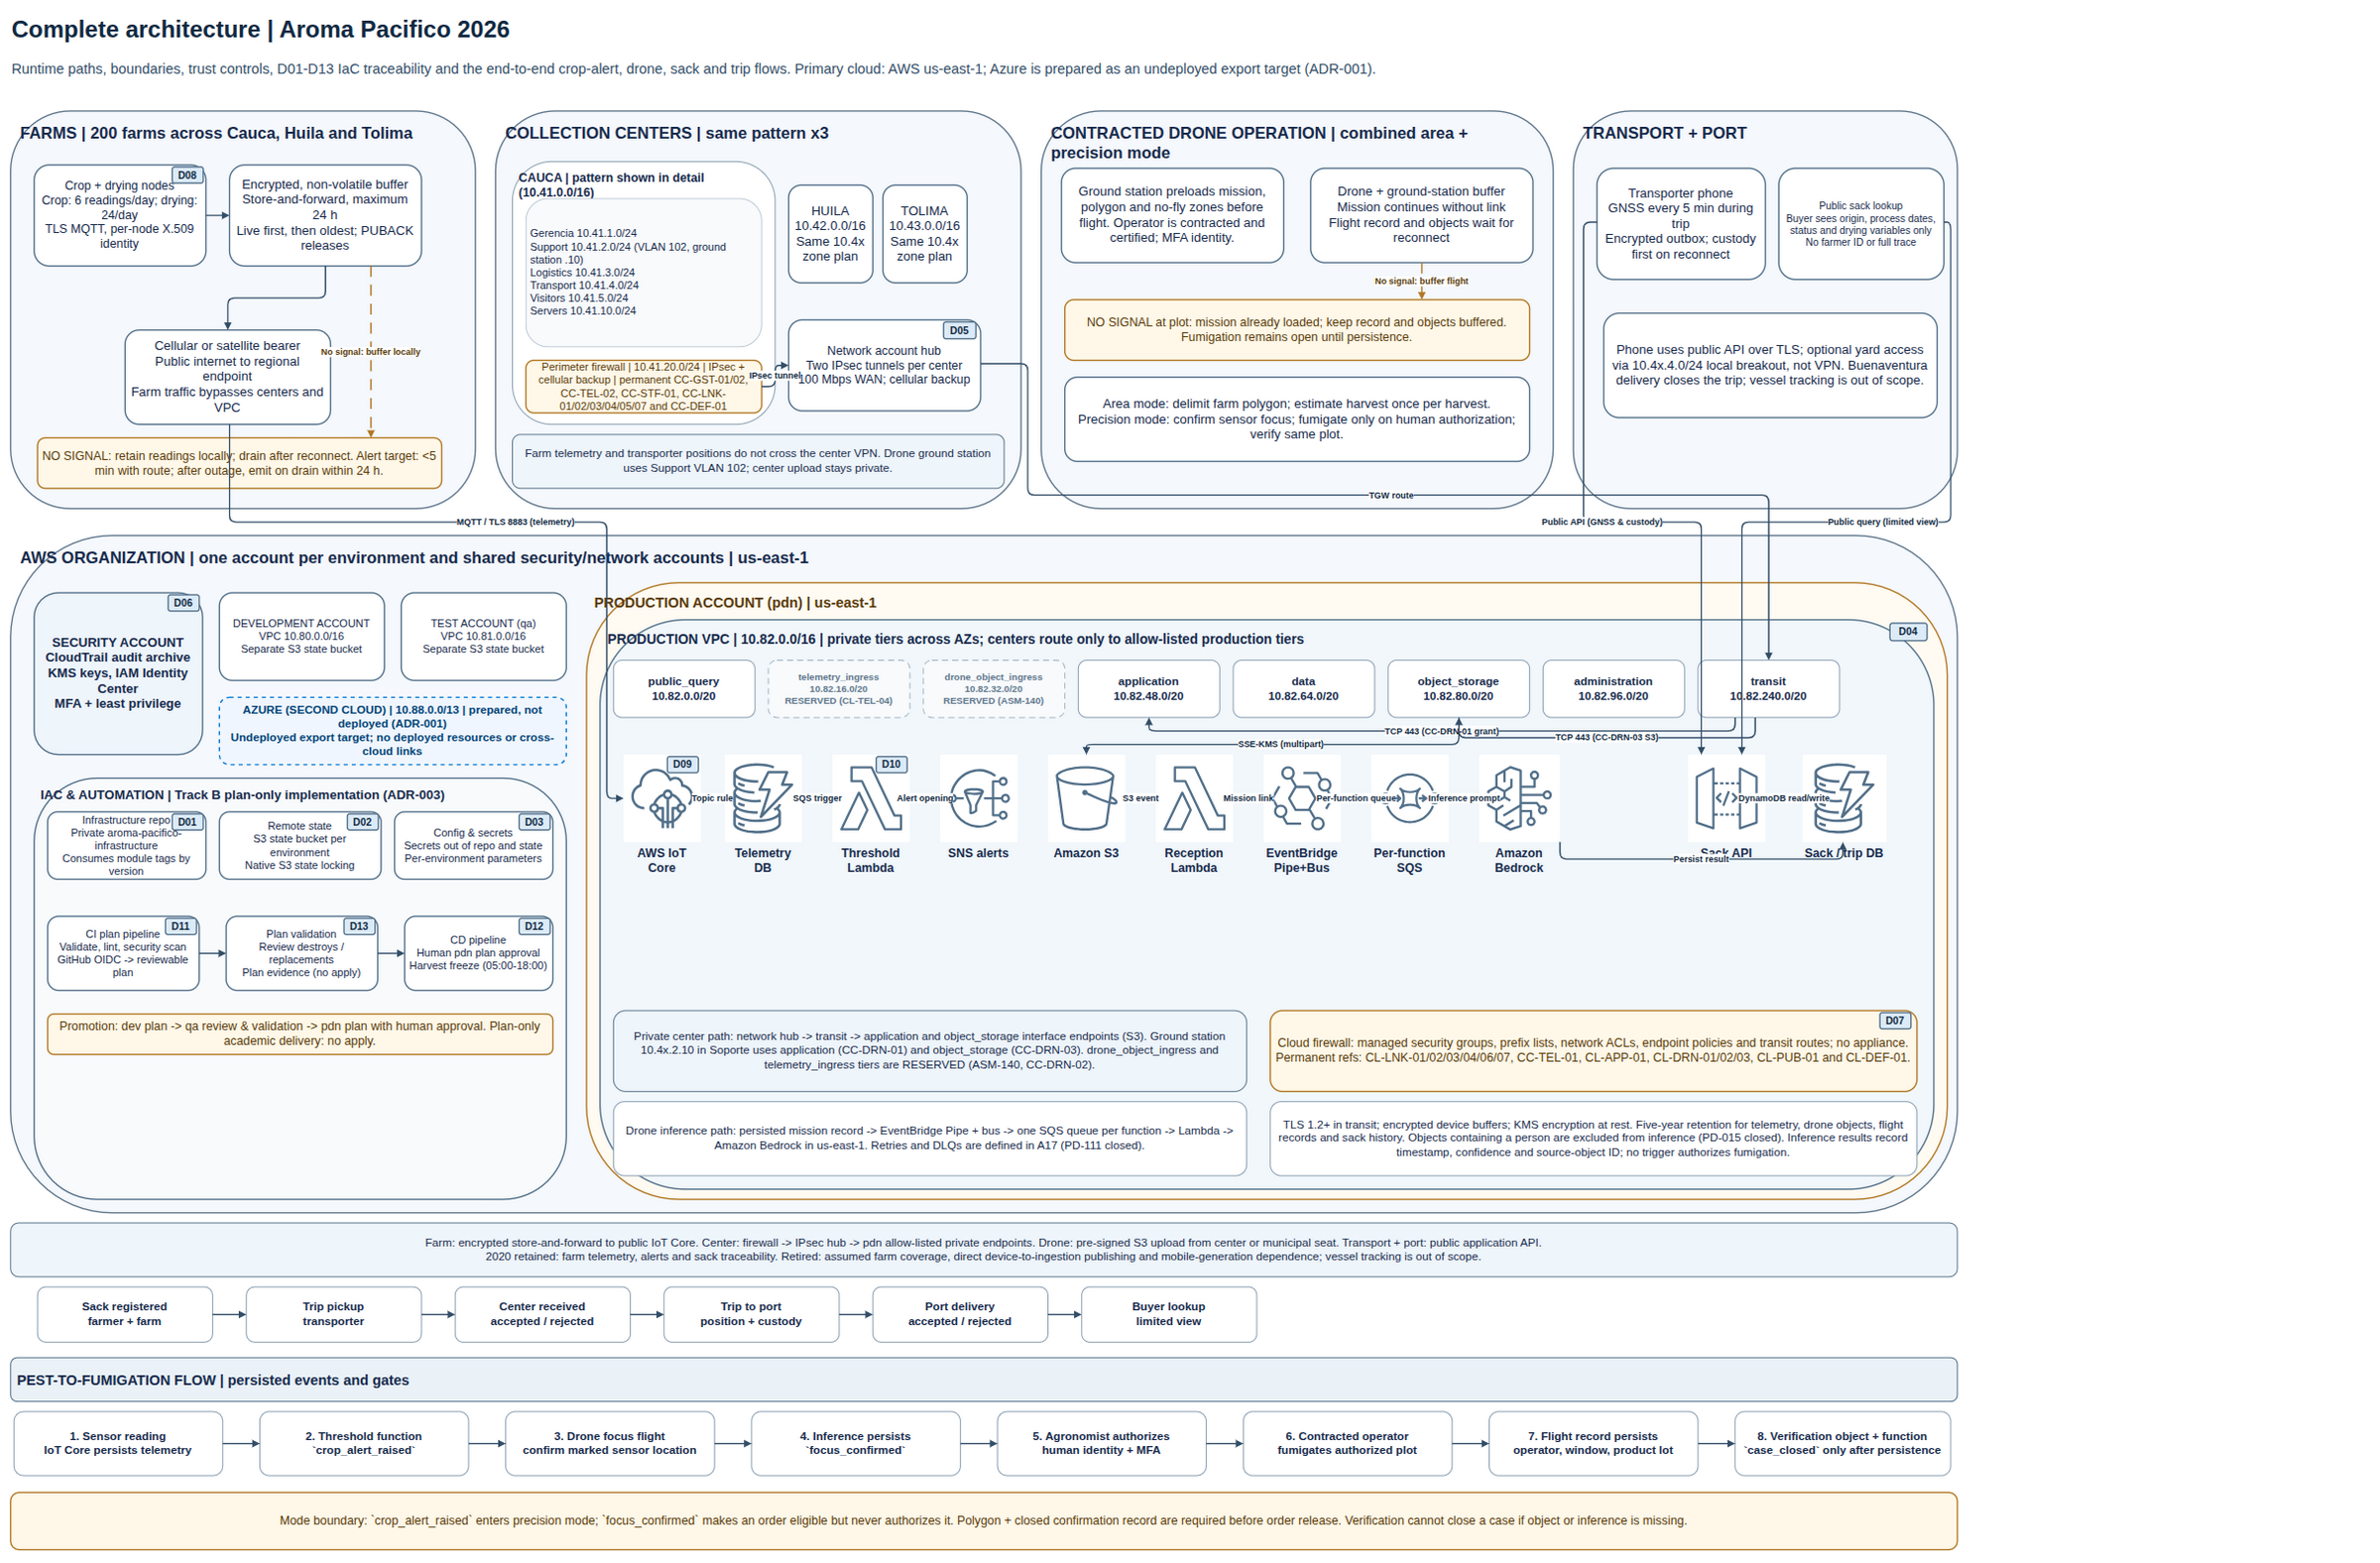 Complete architecture | Aroma Pacifico 2026
Runtime paths, boundaries, trust controls, D01-D13 IaC traceability and the end-to-end crop-alert, drone, sack and trip flows. Primary cloud: AWS us-east-1; Azure is prepared as an undeployed export target (ADR-001).
FARMS | 200 farms across Cauca, Huila and Tolima
D08
Crop + drying nodes
Crop: 6 readings/day; drying:
24/day
TLS MQTT, per-node X.509
identity
Encrypted, non-volatile buffer
Store-and-forward, maximum
24 h
Live first, then oldest; PUBACK
releases
Cellular or satellite bearer
Public internet to regional
endpoint
Farm traffic bypasses centers and
VPC
No signal: buffer locally
NO SIGNAL: retain readings locally; drain after reconnect. Alert target: <5
min with route; after outage, emit on drain within 24 h.
COLLECTION CENTERS | same pattern x3
CAUCA | pattern shown in detail
(10.41.0.0/16)
Gerencia 10.41.1.0/24
Support 10.41.2.0/24 (VLAN 102, ground
station .10)
Logistics 10.41.3.0/24
Transport 10.41.4.0/24
Visitors 10.41.5.0/24
Servers 10.41.10.0/24
Perimeter firewall | 10.41.20.0/24 | IPsec +
cellular backup | permanent CC-GST-01/02,
CC-TEL-02, CC-STF-01, CC-LNK-
01/02/03/04/05/07 and CC-DEF-01
HUILA
10.42.0.0/16
Same 10.4x
zone plan
TOLIMA
10.43.0.0/16
Same 10.4x
zone plan
D05
Network account hub
Two IPsec tunnels per center
100 Mbps WAN; cellular backup
IPsec tunnel
Farm telemetry and transporter positions do not cross the center VPN. Drone ground station
uses Support VLAN 102; center upload stays private.
CONTRACTED DRONE OPERATION | combined area +
precision mode
Ground station preloads mission,
polygon and no-fly zones before
flight. Operator is contracted and
certified; MFA identity.
Drone + ground-station buffer
Mission continues without link
Flight record and objects wait for
reconnect
No signal: buffer flight
NO SIGNAL at plot: mission already loaded; keep record and objects buffered.
Fumigation remains open until persistence.
Area mode: delimit farm polygon; estimate harvest once per harvest.
Precision mode: confirm sensor focus; fumigate only on human authorization;
verify same plot.
TRANSPORT + PORT
Transporter phone
GNSS every 5 min during
trip
Encrypted outbox; custody
first on reconnect
Public sack lookup
Buyer sees origin, process dates,
status and drying variables only
No farmer ID or full trace
Phone uses public API over TLS; optional yard access
via 10.4x.4.0/24 local breakout, not VPN. Buenaventura
delivery closes the trip; vessel tracking is out of scope.
TGW route
MQTT / TLS 8883 (telemetry)
Public API (GNSS & custody)
Public query (limited view)
AWS ORGANIZATION | one account per environment and shared security/network accounts | us-east-1
D06
SECURITY ACCOUNT
CloudTrail audit archive
KMS keys, IAM Identity
Center
MFA + least privilege
DEVELOPMENT ACCOUNT
VPC 10.80.0.0/16
Separate S3 state bucket
TEST ACCOUNT (qa)
VPC 10.81.0.0/16
Separate S3 state bucket
AZURE (SECOND CLOUD) | 10.88.0.0/13 | prepared, not
deployed (ADR-001)
Undeployed export target; no deployed resources or cross-
cloud links
IAC & AUTOMATION | Track B plan-only implementation (ADR-003)
D01
Infrastructure repo
Private aroma-pacifico-
infrastructure
Consumes module tags by
version
D02
Remote state
S3 state bucket per
environment
Native S3 state locking
D03
Config & secrets
Secrets out of repo and state
Per-environment parameters
D11
CI plan pipeline
Validate, lint, security scan
GitHub OIDC -> reviewable
plan
D13
Plan validation
Review destroys /
replacements
Plan evidence (no apply)
D12
CD pipeline
Human pdn plan approval
Harvest freeze (05:00-18:00)
Promotion: dev plan -> qa review & validation -> pdn plan with human approval. Plan-only
academic delivery: no apply.
PRODUCTION ACCOUNT (pdn) | us-east-1
PRODUCTION VPC | 10.82.0.0/16 | private tiers across AZs; centers route only to allow-listed production tiers
D04
public_query
10.82.0.0/20
telemetry_ingress
10.82.16.0/20
RESERVED (CL-TEL-04)
drone_object_ingress
10.82.32.0/20
RESERVED (ASM-140)
application
10.82.48.0/20
data
10.82.64.0/20
object_storage
10.82.80.0/20
administration
10.82.96.0/20
transit
10.82.240.0/20
TCP 443 (CC-DRN-01 grant)
TCP 443 (CC-DRN-03 S3)
SSE-KMS (multipart)
D09
D10
Topic rule
SQS trigger
Alert opening
S3 event
Mission link
Per-function queue
Inference prompt
DynamoDB read/write
AWS IoT
Core
Telemetry
DB
Threshold
Lambda
SNS alerts
Amazon S3
Reception
Lambda
EventBridge
Pipe+Bus
Per-function
SQS
Amazon
Bedrock
Sack API
Sack / trip DB
Persist result
Private center path: network hub -> transit -> application and object_storage interface endpoints (S3). Ground station
10.4x.2.10 in Soporte uses application (CC-DRN-01) and object_storage (CC-DRN-03). drone_object_ingress and
telemetry_ingress tiers are RESERVED (ASM-140, CC-DRN-02).
D07
Cloud firewall: managed security groups, prefix lists, network ACLs, endpoint policies and transit routes; no appliance.
Permanent refs: CL-LNK-01/02/03/04/06/07, CC-TEL-01, CL-APP-01, CL-DRN-01/02/03, CL-PUB-01 and CL-DEF-01.
Drone inference path: persisted mission record -> EventBridge Pipe + bus -> one SQS queue per function -> Lambda ->
Amazon Bedrock in us-east-1. Retries and DLQs are defined in A17 (PD-111 closed).
TLS 1.2+ in transit; encrypted device buffers; KMS encryption at rest. Five-year retention for telemetry, drone objects, flight
records and sack history. Objects containing a person are excluded from inference (PD-015 closed). Inference results record
timestamp, confidence and source-object ID; no trigger authorizes fumigation.
Farm: encrypted store-and-forward to public IoT Core. Center: firewall -> IPsec hub -> pdn allow-listed private endpoints. Drone: pre-signed S3 upload from center or municipal seat. Transport + port: public application API.
2020 retained: farm telemetry, alerts and sack traceability. Retired: assumed farm coverage, direct device-to-ingestion publishing and mobile-generation dependence; vessel tracking is out of scope.
Sack registered
farmer + farm
Trip pickup
transporter
Center received
accepted / rejected
Trip to port
position + custody
Port delivery
accepted / rejected
Buyer lookup
limited view
PEST-TO-FUMIGATION FLOW | persisted events and gates
1. Sensor reading
IoT Core persists telemetry
2. Threshold function
`crop_alert_raised`
3. Drone focus flight
confirm marked sensor location
4. Inference persists
`focus_confirmed`
5. Agronomist authorizes
human identity + MFA
6. Contracted operator
fumigates authorized plot
7. Flight record persists
operator, window, product lot
8. Verification object + function
`case_closed` only after persistence
Mode boundary: `crop_alert_raised` enters precision mode; `focus_confirmed` makes an order eligible but never authorizes it. Polygon + closed confirmation record are required before order release. Verification cannot close a case if object or inference is missing.